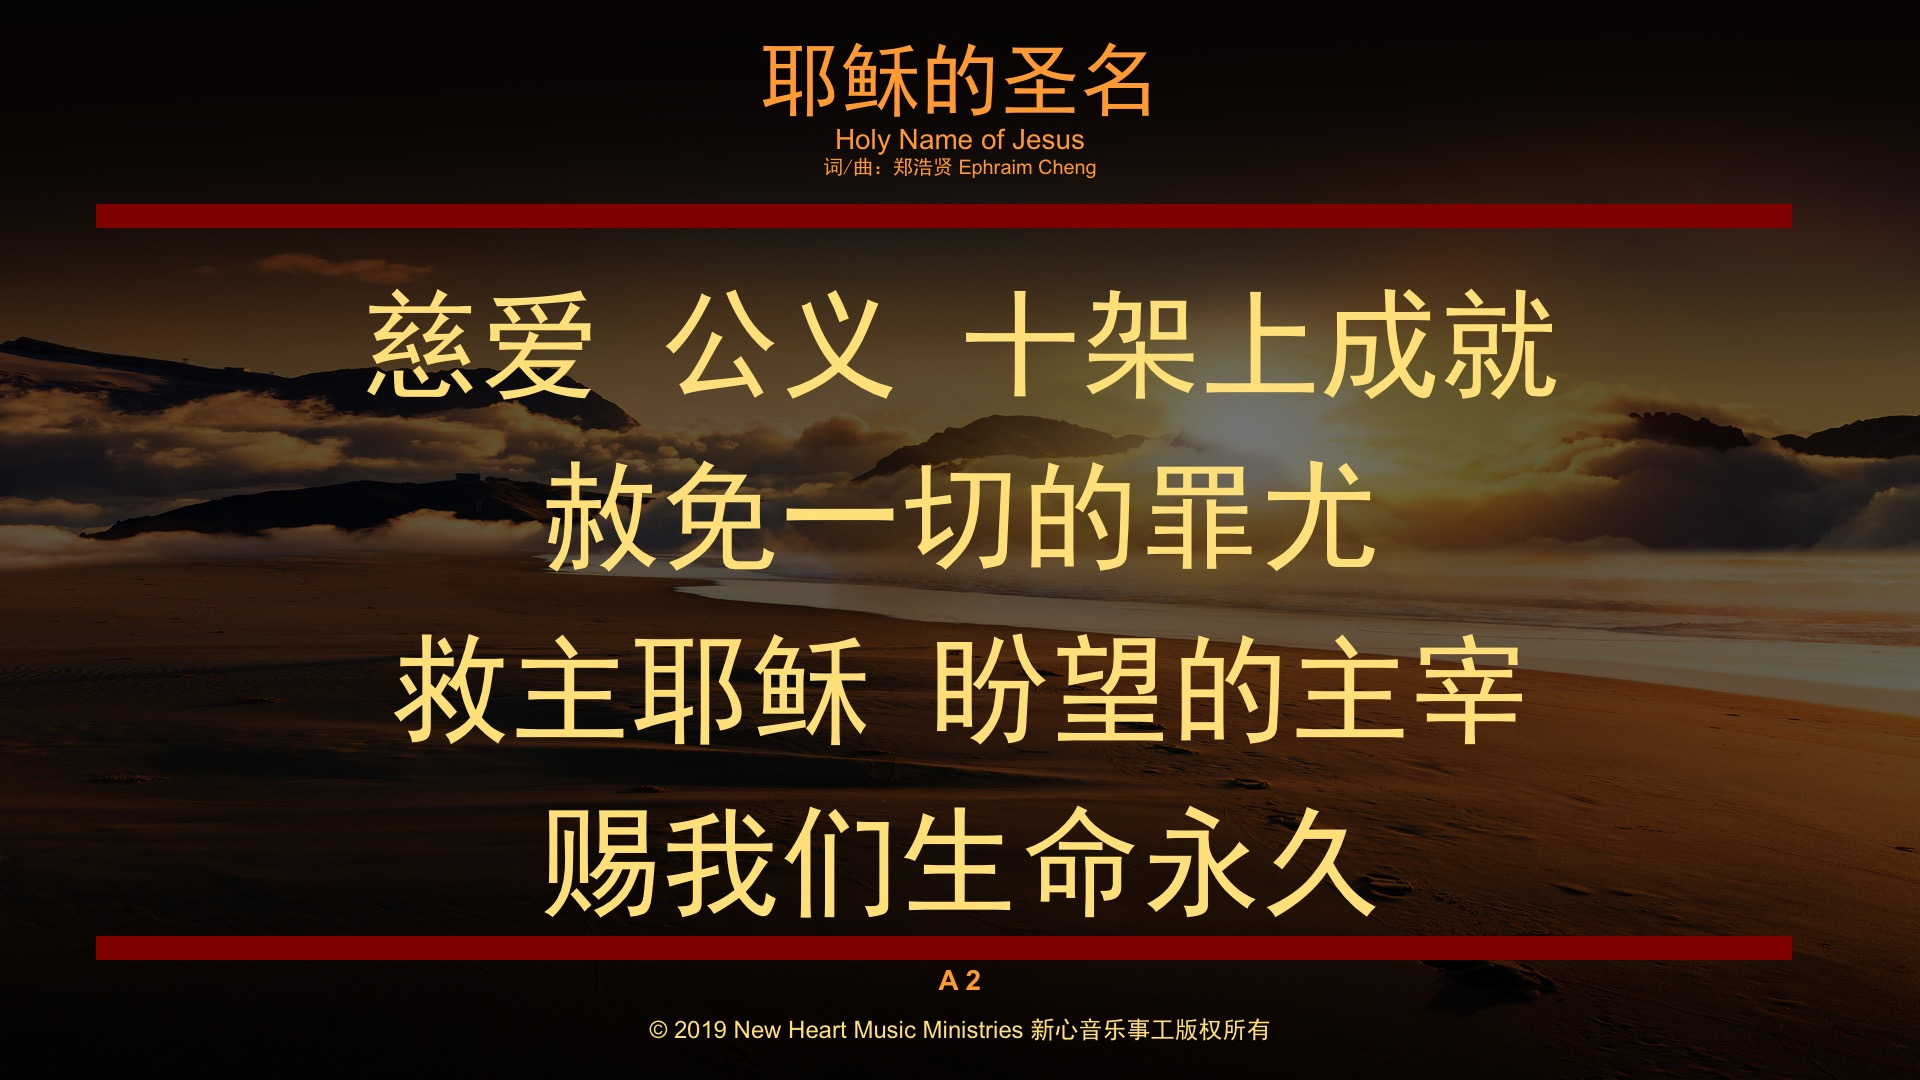 耶稣的圣名
Holy Name of Jesus
词/曲：郑浩贤 Ephraim Cheng
慈爱 公义 十架上成就
赦免一切的罪尤
救主耶稣 盼望的主宰
赐我们生命永久
A 2
© 2019 New Heart Music Ministries 新心音乐事工版权所有